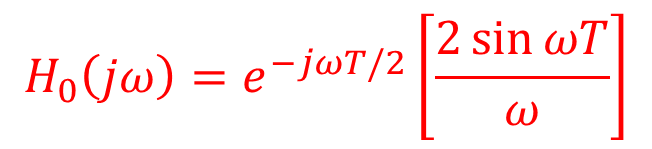 H₀(jω) = e^{-jωT/2} [2 sin ωT / ω]